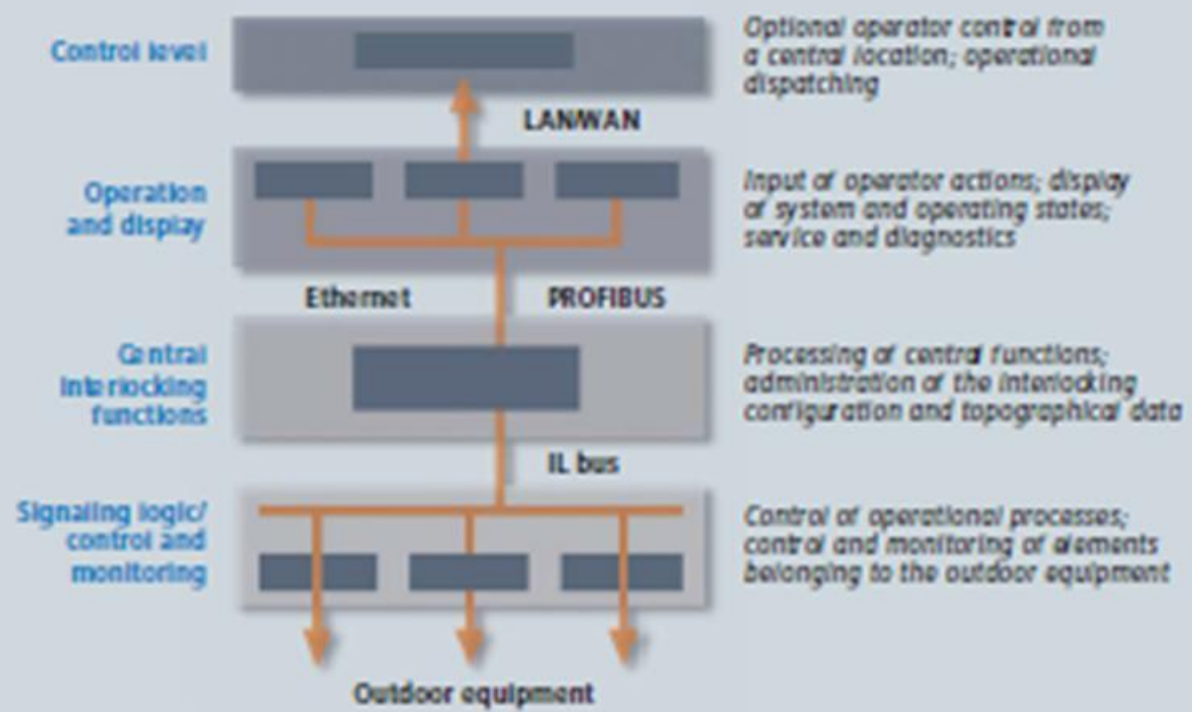 Control level
Optional operator control from
a central location; operational
dispatching
LAN/WAN
Operation
and display
Input of operator actions; display
of system and operating states;
service and diagnostics
Ethernet
PROFIBUS
Central
interlocking
functions
Processing of central functions;
administration of the interlocking
configuration and topographical data
IL bus
Signaling logic/
control and
monitoring
Control of operational processes;
control and monitoring of elements
belonging to the outdoor equipment
Outdoor equipment